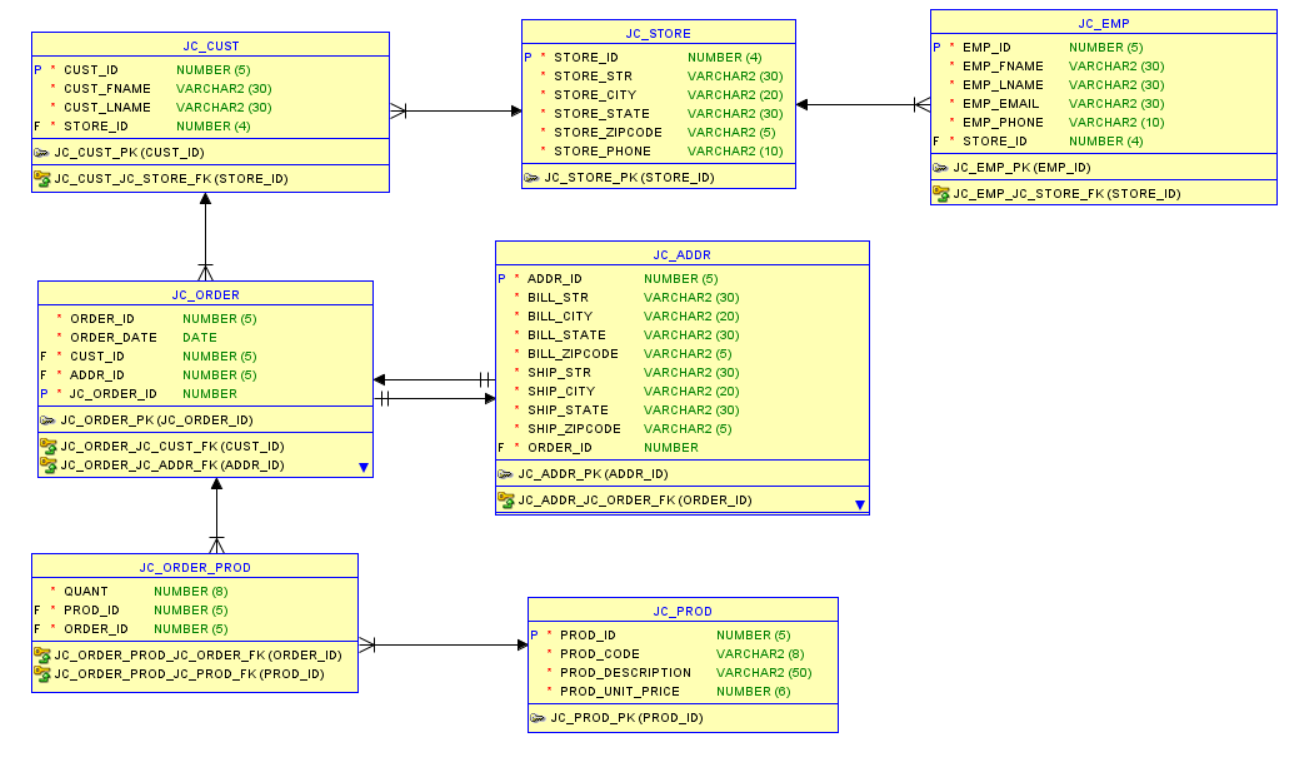 JC_CUST
P * CUST_ID NUMBER (5)
* CUST_FNAME VARCHAR2 (30)
* CUST_LNAME VARCHAR2 (30)
F * STORE_ID NUMBER (4)
JC_CUST_PK (CUST_ID)
JC_CUST_JC_STORE_FK (STORE_ID)
JC_STORE
P * STORE_ID NUMBER (4)
* STORE_STR VARCHAR2 (30)
* STORE_CITY VARCHAR2 (20)
* STORE_STATE VARCHAR2 (30)
* STORE_ZIPCODE VARCHAR2 (5)
* STORE_PHONE VARCHAR2 (10)
JC_STORE_PK (STORE_ID)
JC_EMP
P * EMP_ID NUMBER (5)
* EMP_FNAME VARCHAR2 (30)
* EMP_LNAME VARCHAR2 (30)
* EMP_EMAIL VARCHAR2 (30)
* EMP_PHONE VARCHAR2 (10)
F * STORE_ID NUMBER (4)
JC_EMP_PK (EMP_ID)
JC_EMP_JC_STORE_FK (STORE_ID)
JC_ORDER
* ORDER_ID NUMBER (5)
* ORDER_DATE DATE
F * CUST_ID NUMBER (5)
F * ADDR_ID NUMBER (5)
P * JC_ORDER_ID NUMBER
JC_ORDER_PK (JC_ORDER_ID)
JC_ORDER_JC_CUST_FK (CUST_ID)
JC_ORDER_JC_ADDR_FK (ADDR_ID)
JC_ADDR
P * ADDR_ID NUMBER (5)
* BILL_STR VARCHAR2 (30)
* BILL_CITY VARCHAR2 (20)
* BILL_STATE VARCHAR2 (30)
* BILL_ZIPCODE VARCHAR2 (5)
* SHIP_STR VARCHAR2 (30)
* SHIP_CITY VARCHAR2 (20)
* SHIP_STATE VARCHAR2 (30)
* SHIP_ZIPCODE VARCHAR2 (5)
F * ORDER_ID NUMBER
JC_ADDR_PK (ADDR_ID)
JC_ADDR_JC_ORDER_FK (ORDER_ID)
JC_ORDER_PROD
* QUANT NUMBER (8)
F * PROD_ID NUMBER (5)
F * ORDER_ID NUMBER (5)
JC_ORDER_PROD_JC_ORDER_FK (ORDER_ID)
JC_ORDER_PROD_JC_PROD_FK (PROD_ID)
JC_PROD
P * PROD_ID NUMBER (5)
* PROD_CODE VARCHAR2 (8)
* PROD_DESCRIPTION VARCHAR2 (50)
* PROD_UNIT_PRICE NUMBER (6)
JC_PROD_PK (PROD_ID)